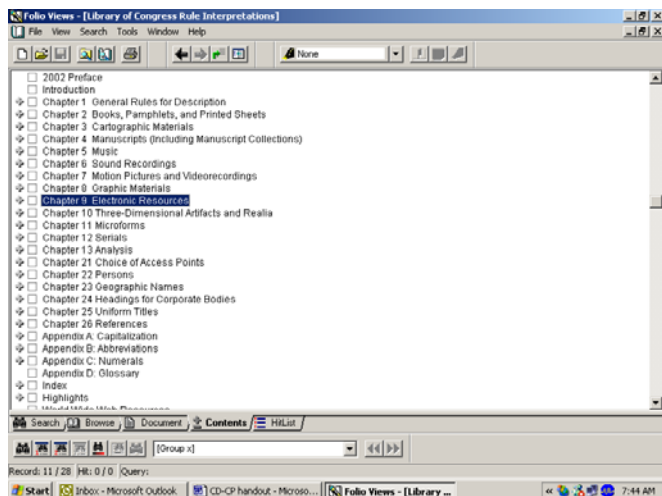 Folio Views - [Library of Congress Rule Interpretations]
File View Search Tools Window Help
None
2002 Preface
Introduction
Chapter 1 General Rules for Description
Chapter 2 Books, Pamphlets, and Printed Sheets
Chapter 3 Cartographic Materials
Chapter 4 Manuscripts (Including Manuscript Collections)
Chapter 5 Music
Chapter 6 Sound Recordings
Chapter 7 Motion Pictures and Videorecordings
Chapter 8 Graphic Materials
Chapter 9 Electronic Resources
Chapter 10 Three-Dimensional Artifacts and Realia
Chapter 11 Microforms
Chapter 12 Serials
Chapter 13 Analysis
Chapter 21 Choice of Access Points
Chapter 22 Persons
Chapter 23 Geographic Names
Chapter 24 Headings for Corporate Bodies
Chapter 25 Uniform Titles
Chapter 26 References
Appendix A: Capitalization
Appendix B: Abbreviations
Appendix C: Numerals
Appendix D: Glossary
Index
Highlights
World Wide Web Resources
Search Browse Document Contents HitList
[Group x]
Record: 11 / 28 Hit: 0 / 0 Query:
Start Inbox - Microsoft Outlook CD-CP handout - Microso... Folio Views - [Library ... « 7:44 AM